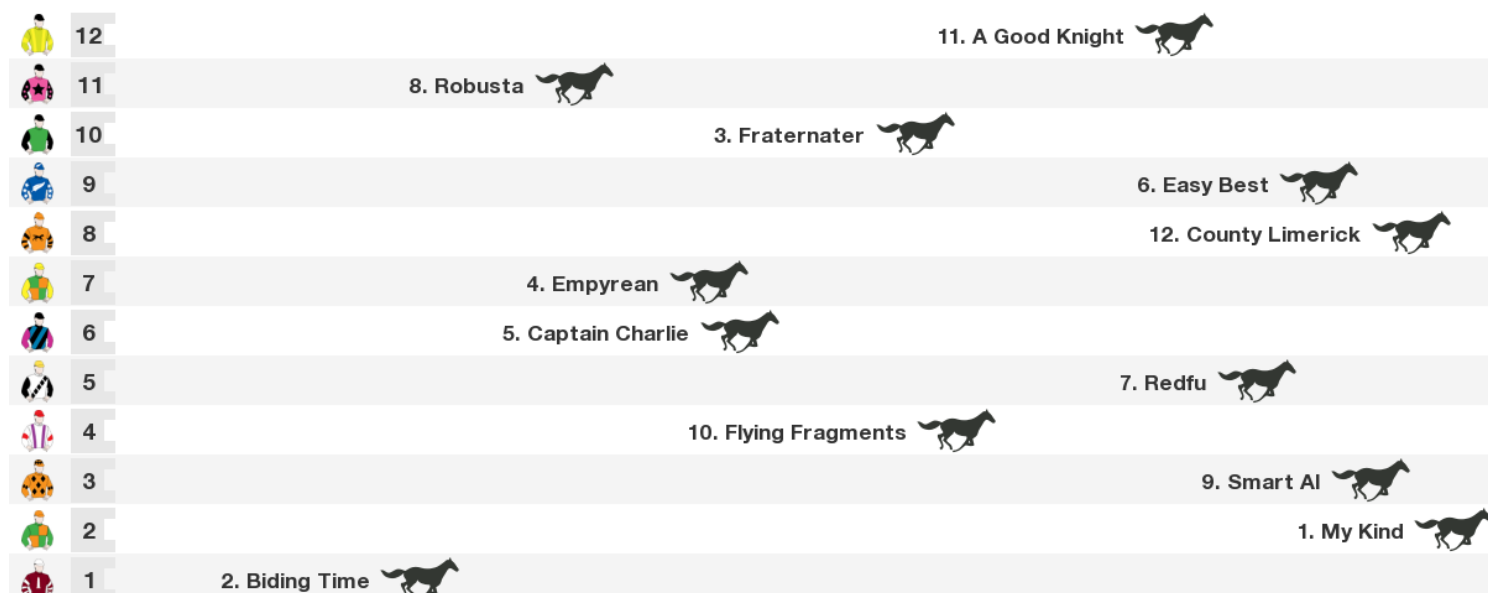 12 11. A Good Knight
11 8. Robusta
10 3. Fraternater
9 6. Easy Best
8 12. County Limerick
7 4. Empyrean
6 5. Captain Charlie
5 7. Redfu
4 10. Flying Fragments
3 9. Smart Al
2 1. My Kind
1 2. Biding Time